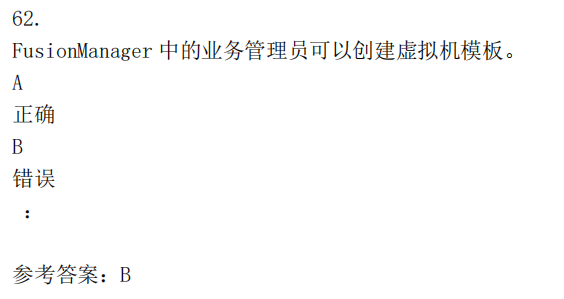 62.
FusionManager 中的业务管理员可以创建虚拟机模板。
A
正确
B
错误
：
参考答案：B